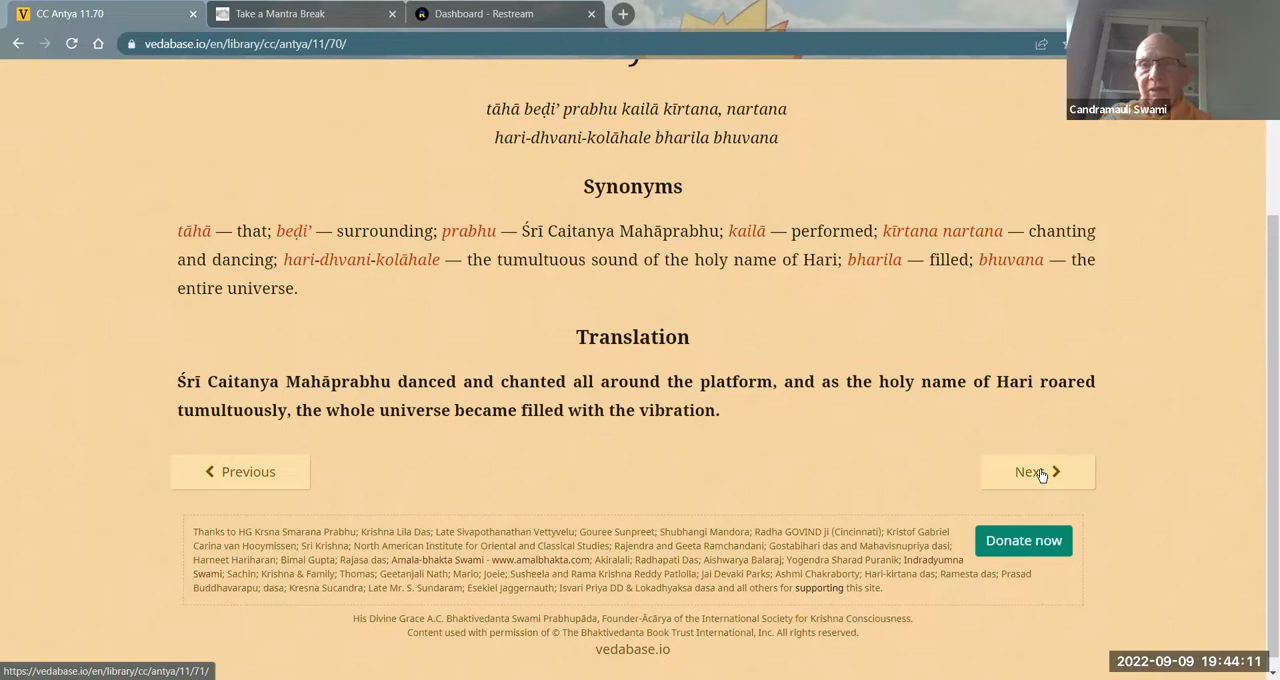 CC Antya 11.70
Take a Mantra Break
Dashboard - Restream
vedabase.io/en/library/cc/antya/11/70/
Candramauli Swami
tāhā beḍi’ prabhu kailā kīrtana, nartana
hari-dhvani-kolāhale bharila bhuvana
Synonyms
tāhā — that; beḍi’ — surrounding; prabhu — Śrī Caitanya Mahāprabhu; kailā — performed; kīrtana nartana — chanting
and dancing; hari-dhvani-kolāhale — the tumultuous sound of the holy name of Hari; bharila — filled; bhuvana — the
entire universe.
Translation
Śrī Caitanya Mahāprabhu danced and chanted all around the platform, and as the holy name of Hari roared
tumultuously, the whole universe became filled with the vibration.
Previous
Next
Thanks to HG Krsna Smarana Prabhu; Krishna Lila Das; Late Sivapothanathan Vettyvelu; Gouree Sunpreet; Shubhangi Mandora; Radha GOVIND ji (Cincinnati); Kristof Gabriel
Carina van Hooymissen; Sri Krishna; North American Institute for Oriental and Classical Studies; Rajendra and Geeta Ramchandani; Gostabihari das and Mahavisnupriya dasi;
Harneet Hariharan; Bimal Gupta; Rajasa das; Amala-bhakta Swami - www.amalbhakta.com; Akiralali; Radhapati Das; Aishwarya Balaraj; Yogendra Sharad Puranik; Indradyumna
Swami; Sachin; Krishna & Family; Thomas; Geetanjali Nath; Mario; Joeie; Susheela and Rama Krishna Reddy Patlolla; Jai Devaki Parks; Ashmi Chakraborty; Hari-kirtana das; Ramesta das; Prasad
Buddhavarapu; dasa; Kresna Sucandra; Late Mr. S. Sundaram; Esekiel Jaggernauth; Isvari Priya DD & Lokadhyaksa dasa and all others for supporting this site.
Donate now
His Divine Grace A.C. Bhaktivedanta Swami Prabhupāda, Founder-Ācārya of the International Society for Krishna Consciousness.
Content used with permission of © The Bhaktivedanta Book Trust International, Inc. All rights reserved.
vedabase.io
https://vedabase.io/en/library/cc/antya/11/71/
2022-09-09 19:44:11